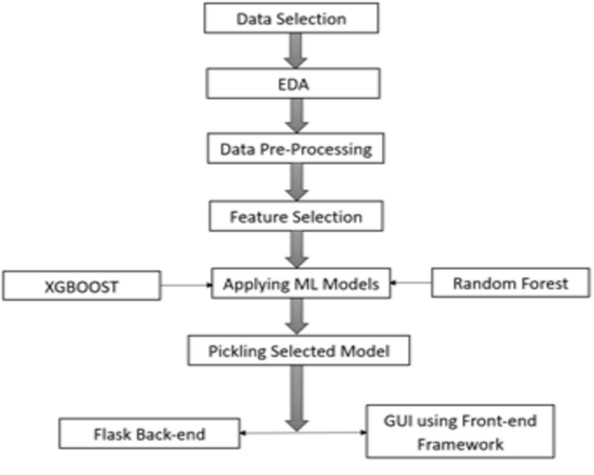 Data Selection
EDA
Data Pre-Processing
Feature Selection
XGBOOST
Applying ML Models
Random Forest
Pickling Selected Model
Flask Back-end
GUI using Front-end
Framework